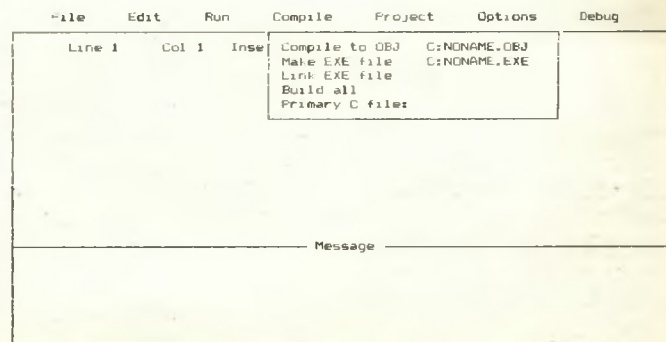 File Edit Run Compile Project Options Debug
Line 1 Col 1 Inse Compile to OBJ C:NONAME.OBJ
Make EXE file C:NONAME.EXE
Link EXE file
Build all
Primary C file:
Message